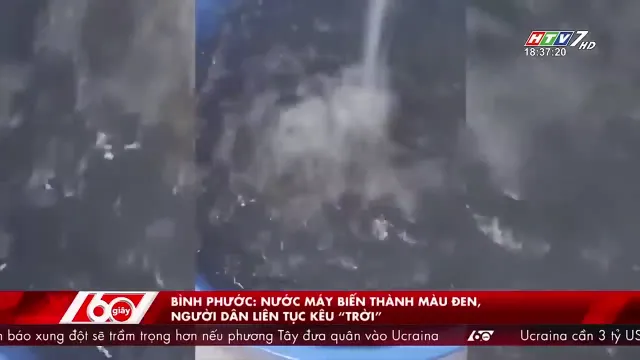 HTV7 HD
18:37:20
60 giây
BÌNH PHƯỚC: NƯỚC MÁY BIẾN THÀNH MÀU ĐEN,
NGƯỜI DÂN LIÊN TỤC KÊU “TRỜI”
báo xung đột sẽ trầm trọng hơn nếu phương Tây đưa quân vào Ucraina 60 Ucraina cần 3 tỷ US